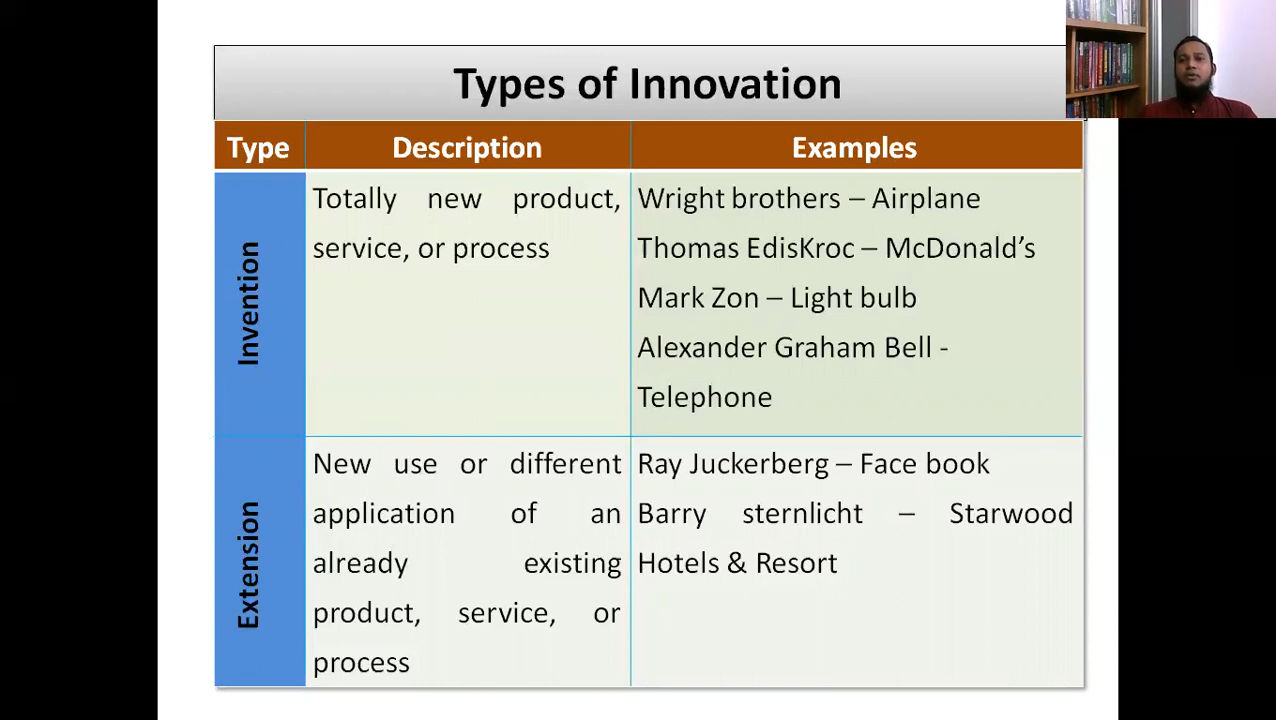 Types of Innovation
Type Description Examples
Invention
Totally new product,
service, or process
Wright brothers – Airplane
Thomas EdisKroc – McDonald’s
Mark Zon – Light bulb
Alexander Graham Bell -
Telephone
Extension
New use or different
application of an
already existing
product, service, or
process
Ray Juckerberg – Face book
Barry sternlicht – Starwood
Hotels & Resort